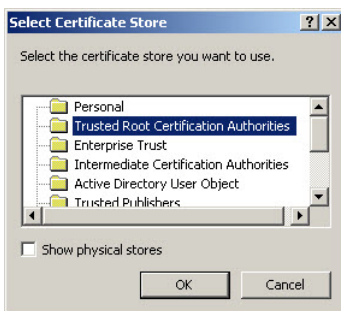 Select Certificate Store
Select the certificate store you want to use.
Personal
Trusted Root Certification Authorities
Enterprise Trust
Intermediate Certification Authorities
Active Directory User Object
Trusted Publishers
Show physical stores
OK Cancel